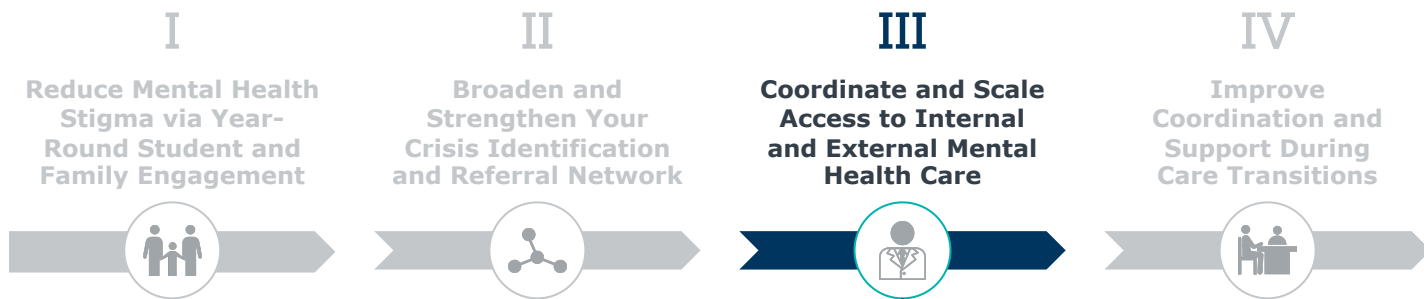 I
Reduce Mental Health
Stigma via Year-
Round Student and
Family Engagement
II
Broaden and
Strengthen Your
Crisis Identification
and Referral Network
III
Coordinate and Scale
Access to Internal
and External Mental
Health Care
IV
Improve
Coordination and
Support During
Care Transitions